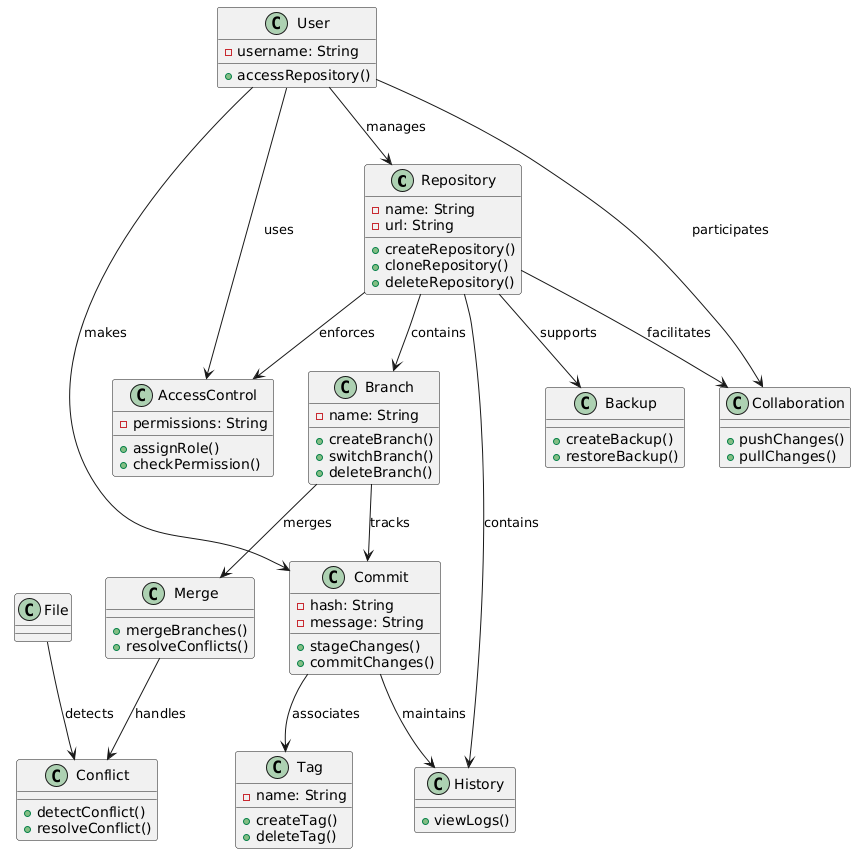 C User
username: String
accessRepository()
manages
C Repository
name: String
url: String
createRepository()
cloneRepository()
deleteRepository()
uses
participates
makes
enforces
contains
supports
facilitates
C AccessControl
permissions: String
assignRole()
checkPermission()
C Branch
name: String
createBranch()
switchBranch()
deleteBranch()
C Backup
createBackup()
restoreBackup()
C Collaboration
pushChanges()
pullChanges()
merges
tracks
contains
C File
C Merge
mergeBranches()
resolveConflicts()
C Commit
hash: String
message: String
stageChanges()
commitChanges()
detects
handles
associates
maintains
C Conflict
detectConflict()
resolveConflict()
C Tag
name: String
createTag()
deleteTag()
C History
viewLogs()